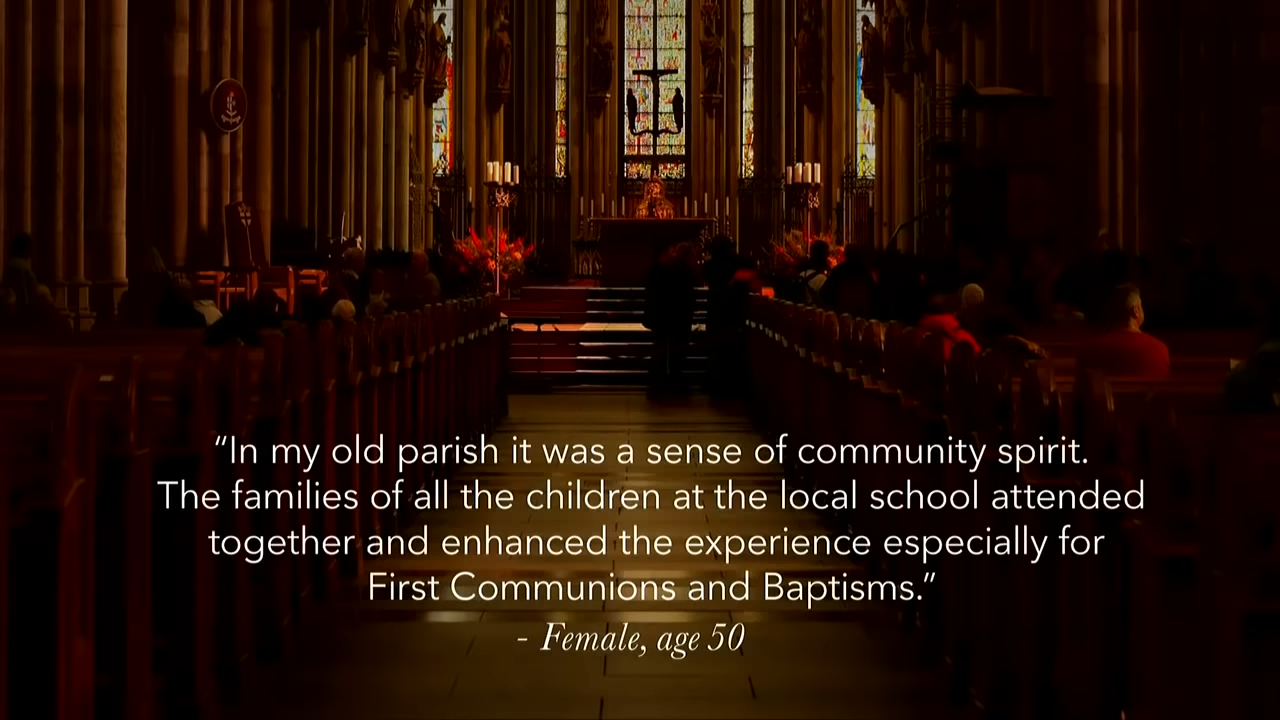 “In my old parish it was a sense of community spirit.
The families of all the children at the local school attended
together and enhanced the experience especially for
First Communions and Baptisms.”
- Female, age 50